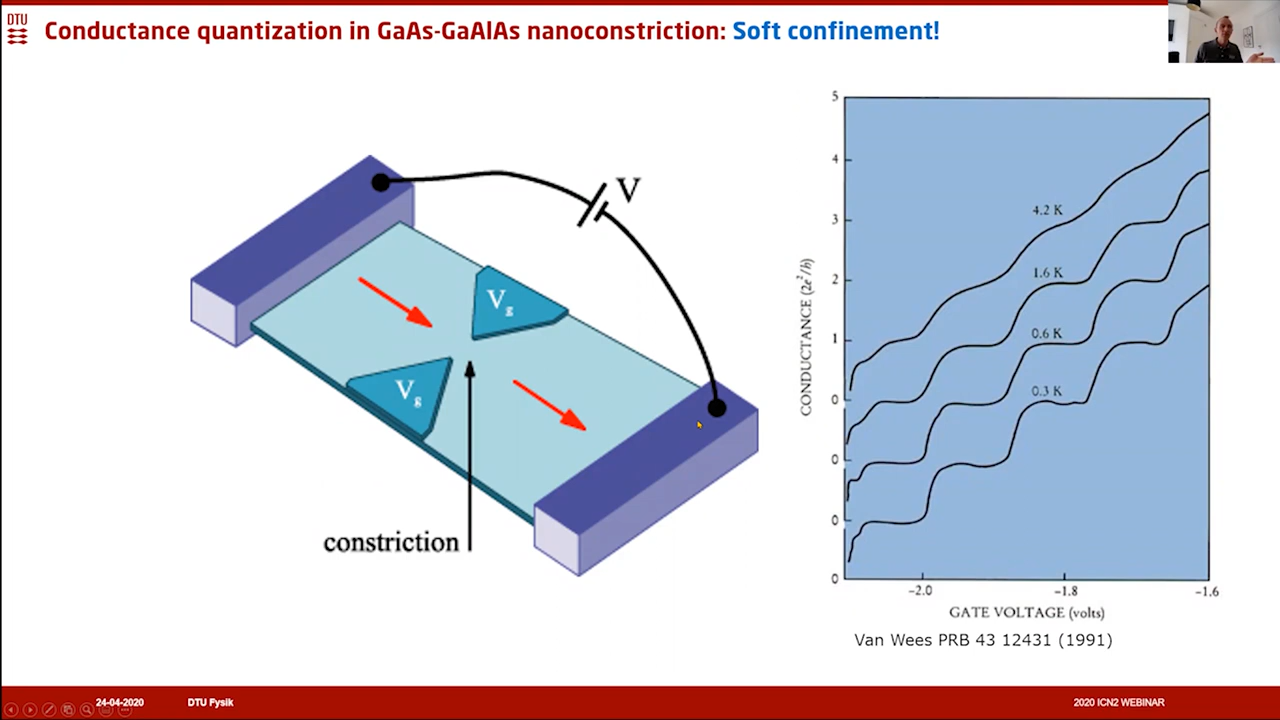 DTU
Conductance quantization in GaAs-GaAlAs nanoconstriction: Soft confinement!
V
Vg
Vg
constriction
5
4
3
2
1
0
0
0
0
4.2 K
1.6 K
0.6 K
0.3 K
CONDUCTANCE (2e²/h)
-2.0
-1.8
-1.6
GATE VOLTAGE (volts)
Van Wees PRB 43 12431 (1991)
24-04-2020
DTU Fysik
2020 ICN2 WEBINAR